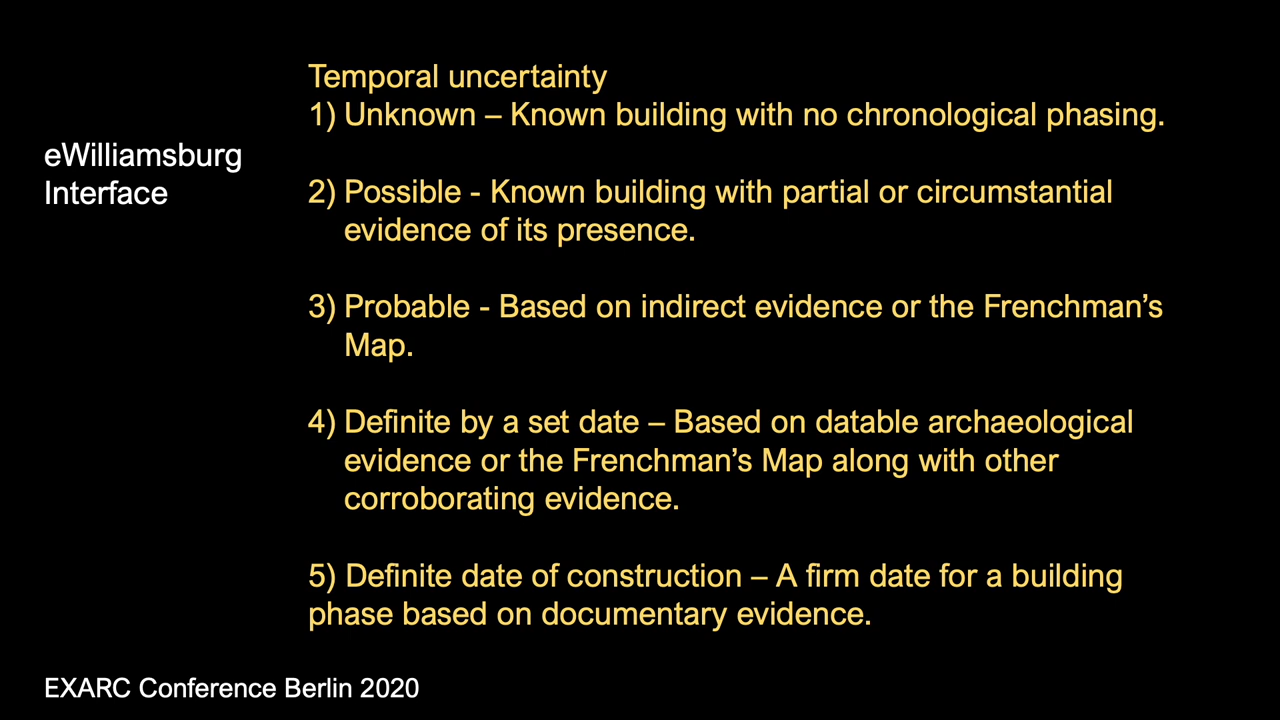 Temporal uncertainty
1) Unknown – Known building with no chronological phasing.
eWilliamsburg
Interface
2) Possible - Known building with partial or circumstantial
evidence of its presence.
3) Probable - Based on indirect evidence or the Frenchman’s
Map.
4) Definite by a set date – Based on datable archaeological
evidence or the Frenchman’s Map along with other
corroborating evidence.
5) Definite date of construction – A firm date for a building
phase based on documentary evidence.
EXARC Conference Berlin 2020